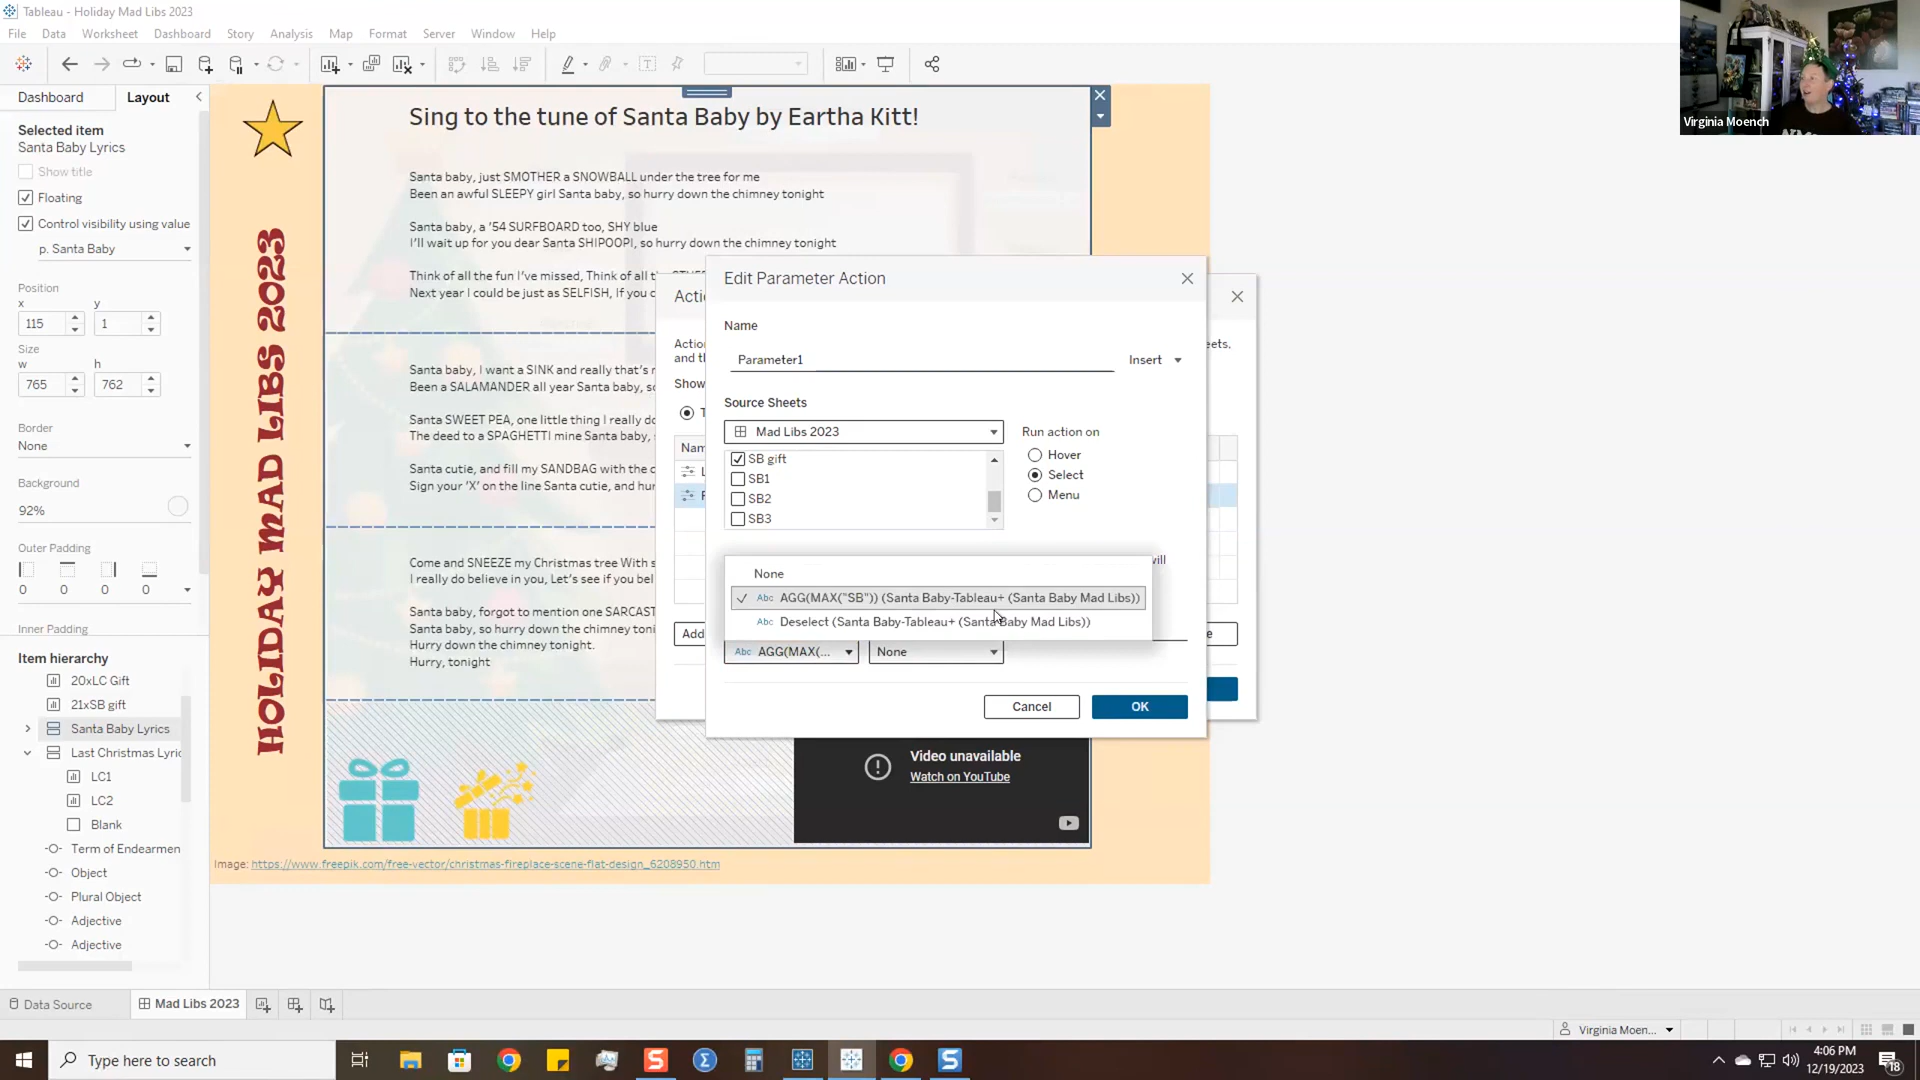 Tableau - Holiday Mad Libs 2023
File Data Worksheet Dashboard Story Analysis Map Format Server Window Help
Virginia Moench
Dashboard Layout
Selected item
Santa Baby Lyrics
Show title
Floating
Control visibility using value
p. Santa Baby
Position
x y
115 1
Size
w h
765 762
Border
None
Background
92%
Outer Padding
0 0 0 0
Inner Padding
Item hierarchy
20xLC Gift
21xSB gift
Santa Baby Lyrics
Last Christmas Lyric
LC1
LC2
Blank
Term of Endearmen
Object
Plural Object
Adjective
Adjective
HOLIDAY MAD LIBS 2023
Sing to the tune of Santa Baby by Eartha Kitt!
Santa baby, just SMOTHER a SNOWBALL under the tree for me
Been an awful SLEEPY girl Santa baby, so hurry down the chimney tonight
Santa baby, a '54 SURFBOARD too, SHY blue
I'll wait up for you dear Santa SHIPOOPI, so hurry down the chimney tonight
Think of all the fun I've missed, Think of all t
Next year I could be just as SELFISH, If you c
Santa baby, I want a SINK and really that's
Been a SALAMANDER all year Santa baby, s
Santa SWEET PEA, one little thing I really d
The deed to a SPAGHETTI mine Santa baby,
Santa cutie, and fill my SANDBAG with the
Sign your 'X' on the line Santa cutie, and hu
Come and SNEEZE my Christmas tree With s
I really do believe in you, Let's see if you bel
Santa baby, forgot to mention one SARCAST
Santa baby, so hurry down the chimney toni
Hurry down the chimney tonight.
Hurry, tonight
Video unavailable
Watch on YouTube
Image: https://www.freepik.com/free-vector/christmas-fireplace-scene-flat-design_6208950.htm
Acti
Actio eets,
and th
Show
T
Nam
Add e
Edit Parameter Action
Name
Parameter1 Insert
Source Sheets
Mad Libs 2023
SB gift
SB1
SB2
SB3
Run action on
Hover
Select
Menu
will
None
Abc AGG(MAX("SB")) (Santa Baby-Tableau+ (Santa Baby Mad Libs))
Abc Deselect (Santa Baby-Tableau+ (Santa Baby Mad Libs))
Abc AGG(MAX(... None
Cancel OK
Data Source Mad Libs 2023
Virginia Moen...
Type here to search
4:06 PM
12/19/2023
18